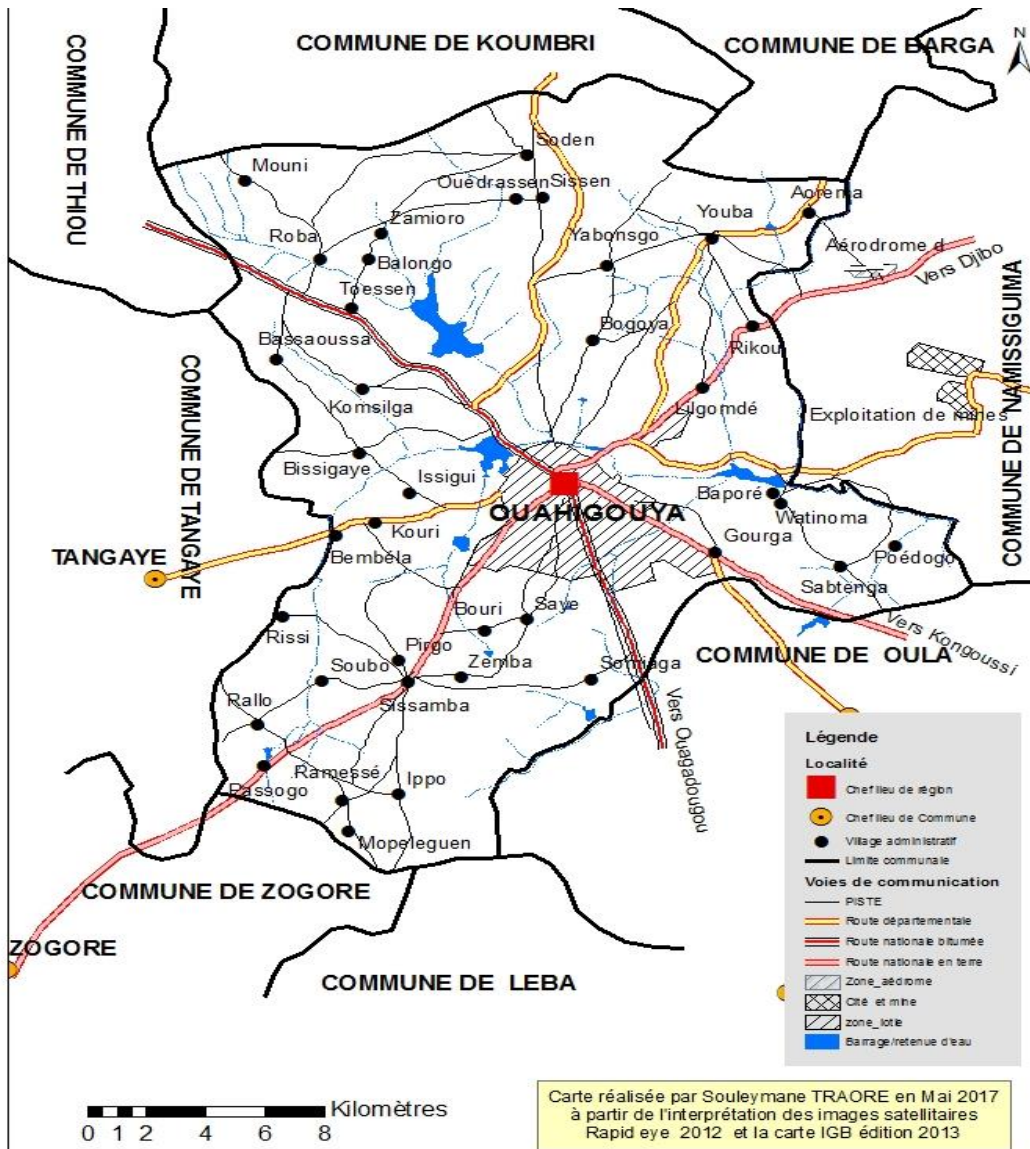 COMMUNE DE KOUMBRI
COMMUNE DE BARGA
N
COMMUNE DE THIOU
Soden
Mouni
Ouédrassen
Sissen
Aorema
Zamioro
Youba
Roba
Yabonsgo
Aérodrome d
Balongo
Vers Djibo
Toessen
Bogoya
Bassaoussa
Rikou
COMMUNE DE NAMISSIGUIMA
COMMUNE DE TANGAYE
Komsilga
Ligomdé
Exploitation de mines
Bissigaye
Issigui
Baporé
OUAHIGOUYA
Watinoma
Kouri
Gourga
Poédogo
TANGAYE
Bembéla
Sabtenga
Bouri
Saye
Rissi
Vers Kongoussi
Pirgo
COMMUNE DE OULA
Soubo
Zemba
Somiaga
Rallo
Sissamba
Vers Ouagadougou
Passogo
Ramessé
Ippo
Mopeleguen
COMMUNE DE ZOGORE
ZOGORE
COMMUNE DE LEBA
Légende
Localité
Chef lieu de région
Chef lieu de Commune
Village administratif
Limite communale
Voies de communication
PISTE
Route départementale
Route nationale bitumée
Route nationale en terre
Zone_aédrome
Cité et mine
zone_lotie
Barrage/retenue d'eau
Kilomètres
0 1 2 4 6 8
Carte réalisée par Souleymane TRAORE en Mai 2017
à partir de l'interprétation des images satellitaires
Rapid eye 2012 et la carte IGB édition 2013